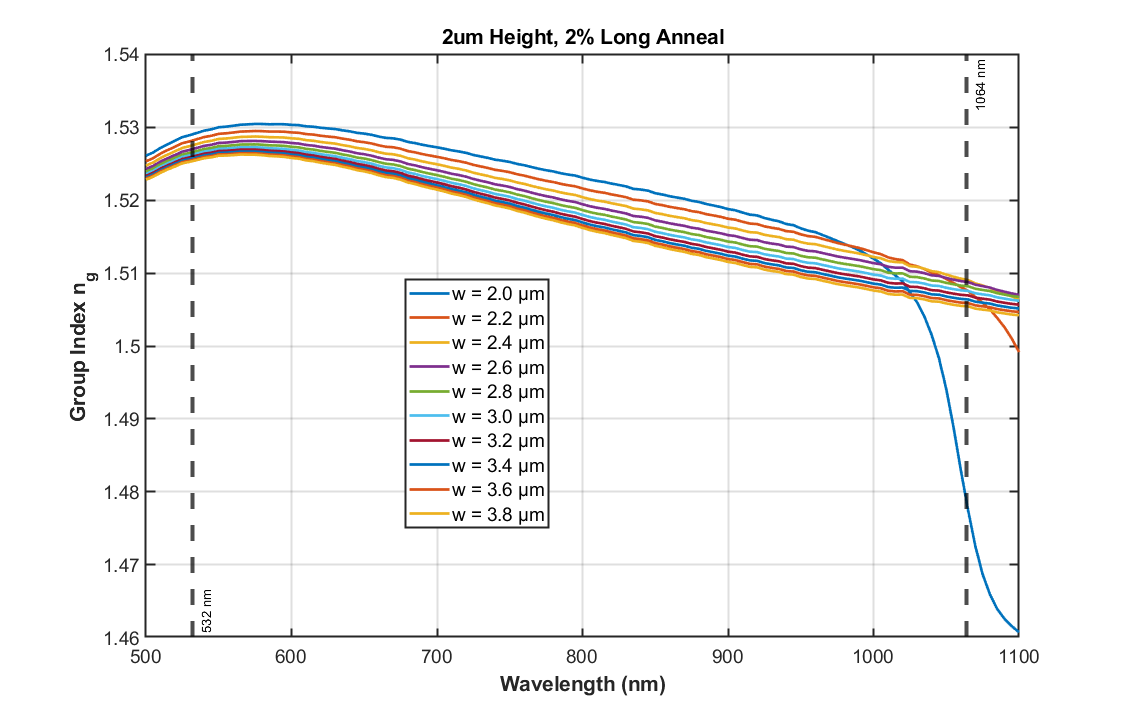 2um Height, 2% Long Anneal
1.54
1.53
1.52
1.51
1.5
1.49
1.48
1.47
1.46
Group Index n_g
1064 nm
532 nm
w = 2.0 µm
w = 2.2 µm
w = 2.4 µm
w = 2.6 µm
w = 2.8 µm
w = 3.0 µm
w = 3.2 µm
w = 3.4 µm
w = 3.6 µm
w = 3.8 µm
500 600 700 800 900 1000 1100
Wavelength (nm)